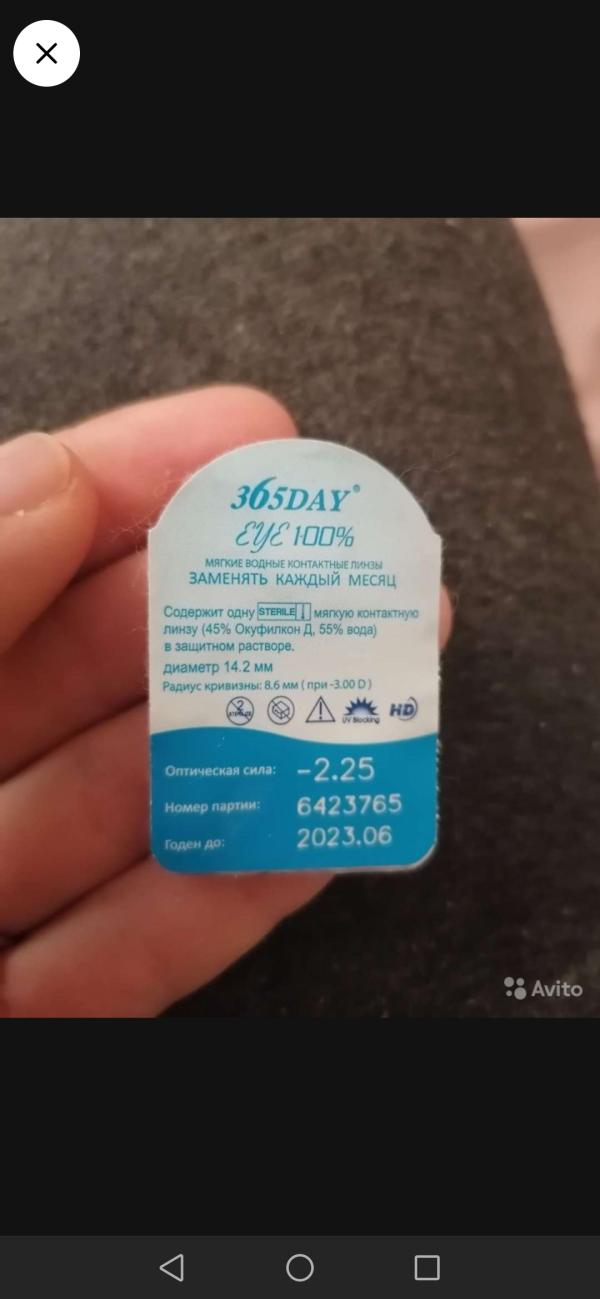 365DAY®
EYE 100%
МЯГКИЕ ВОДНЫЕ КОНТАКТНЫЕ ЛИНЗЫ
ЗАМЕНЯТЬ КАЖДЫЙ МЕСЯЦ
Содержит одну STERILE мягкую контактную
линзу (45% Окуфилкон Д, 55% вода)
в защитном растворе.
диаметр 14.2 мм
Радиус кривизны: 8.6 мм ( при -3.00 D )
2 STERILIZE UV Blocking HD
Оптическая сила: -2.25
Номер партии: 6423765
Годен до: 2023.06
Avito